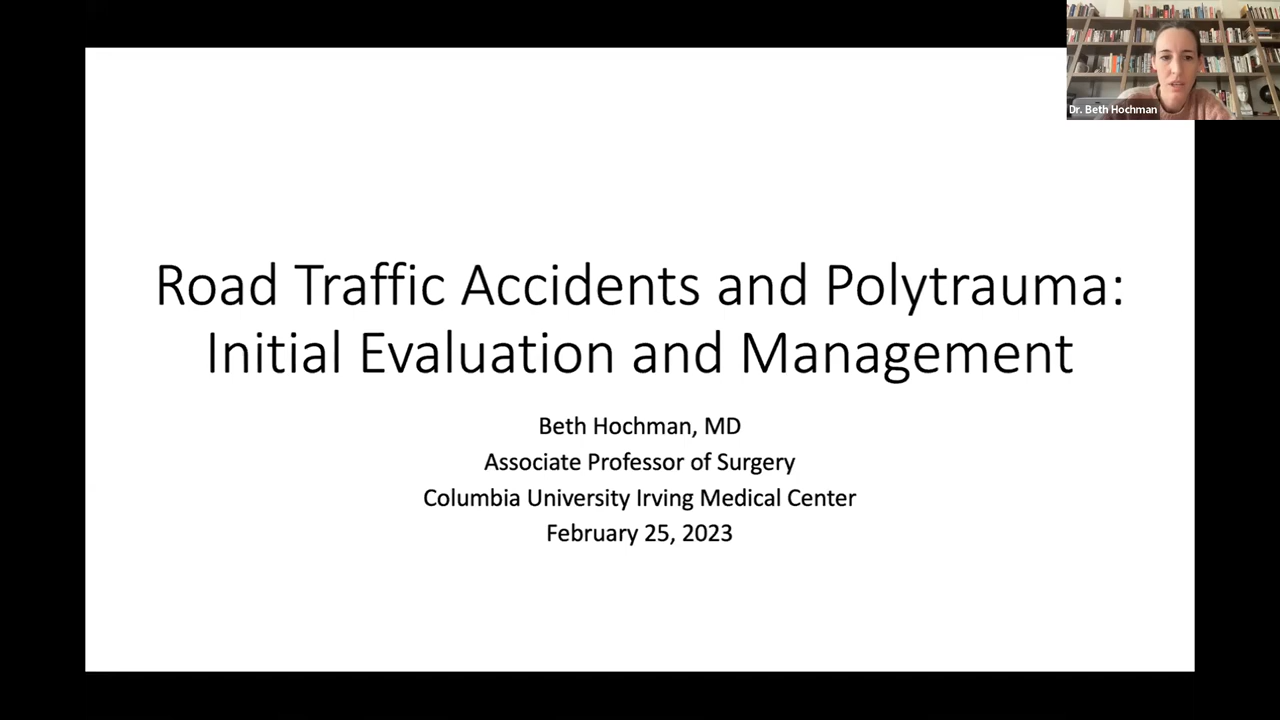 Dr. Beth Hochman
Road Traffic Accidents and Polytrauma:
Initial Evaluation and Management
Beth Hochman, MD
Associate Professor of Surgery
Columbia University Irving Medical Center
February 25, 2023